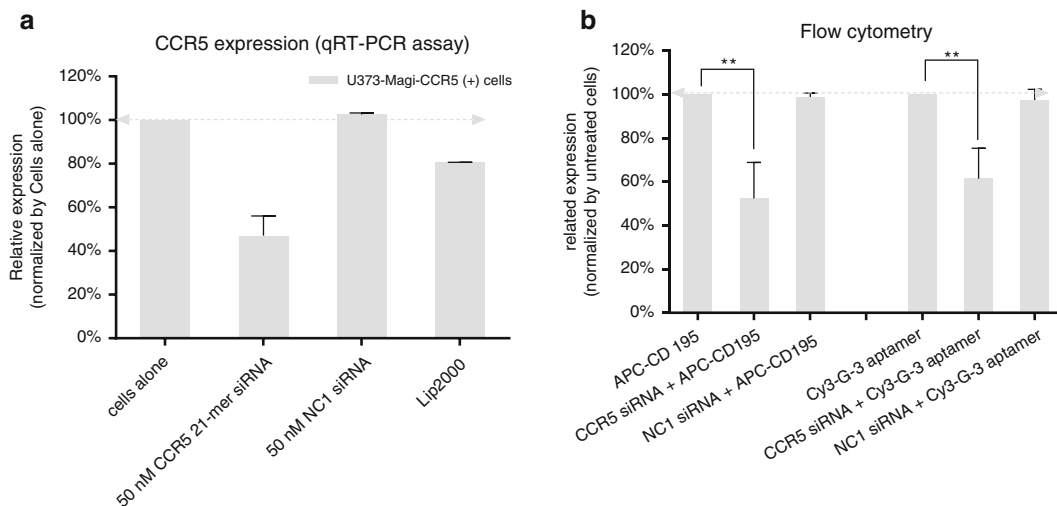 a
CCR5 expression (qRT-PCR assay)
U373-Magi-CCR5 (+) cells
Relative expression
(normalized by Cells alone)
120%
100%
80%
60%
40%
20%
0%
cells alone
50 nM CCR5 21-mer siRNA
50 nM NC1 siRNA
Lip2000
b
Flow cytometry
related expression
(normalized by untreated cells)
120%
100%
80%
60%
40%
20%
0%
**
**
APC-CD 195
CCR5 siRNA + APC-CD195
NC1 siRNA + APC-CD195
Cy3-G-3 aptamer
CCR5 siRNA + Cy3-G-3 aptamer
NC1 siRNA + Cy3-G-3 aptamer